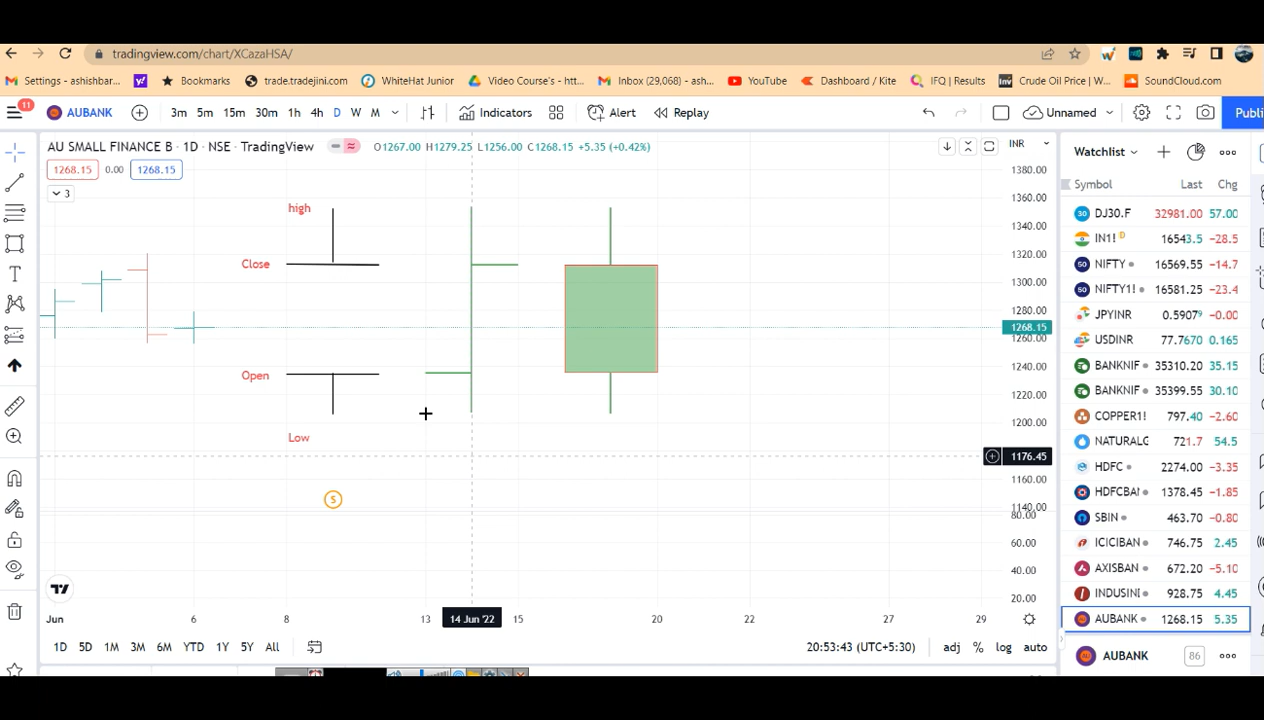 tradingview.com/chart/XCazaHSA/
Settings - ashishbar... Bookmarks trade.tradejini.com WhiteHat Junior Video Course's - htt... Inbox (29,068) - ash... YouTube Dashboard / Kite IFQ | Results Crude Oil Price | W... SoundCloud.com
11 AUBANK 3m 5m 15m 30m 1h 4h D W M Indicators Alert Replay Unnamed Publi
AU SMALL FINANCE B · 1D · NSE · TradingView O1267.00 H1279.25 L1256.00 C1268.15 +5.35 (+0.42%) INR
1268.15 0.00 1268.15
3
high
Close
Open
Low
S
1380.00
1360.00
1340.00
1320.00
1300.00
1280.00
1268.15
1260.00
1240.00
1220.00
1200.00
1176.45
1160.00
1140.00
80.00
60.00
40.00
20.00
Jun 6 8 13 14 Jun '22 15 20 22 27 29
1D 5D 1M 3M 6M YTD 1Y 5Y All 20:53:43 (UTC+5:30) adj % log auto
Watchlist
Symbol Last Chg
DJ30.F 32981.00 57.00
IN1! D 16543.5 −28.5
NIFTY 16569.55 −14.7
NIFTY1! 16581.25 −23.4
JPYINR 0.5907⁹ −0.00
USDINR 77.7670 0.165
BANKNIF 35310.20 35.15
BANKNIF 35399.55 30.10
COPPER1! 797.40 −2.60
NATURALG 721.7 54.5
HDFC 2274.00 −3.35
HDFCBAI 1378.45 −1.85
SBIN 463.70 −0.80
ICICIBAN 746.75 2.45
AXISBAN 672.20 −5.10
INDUSINI 928.75 4.45
AUBANK 1268.15 5.35
AUBANK 86